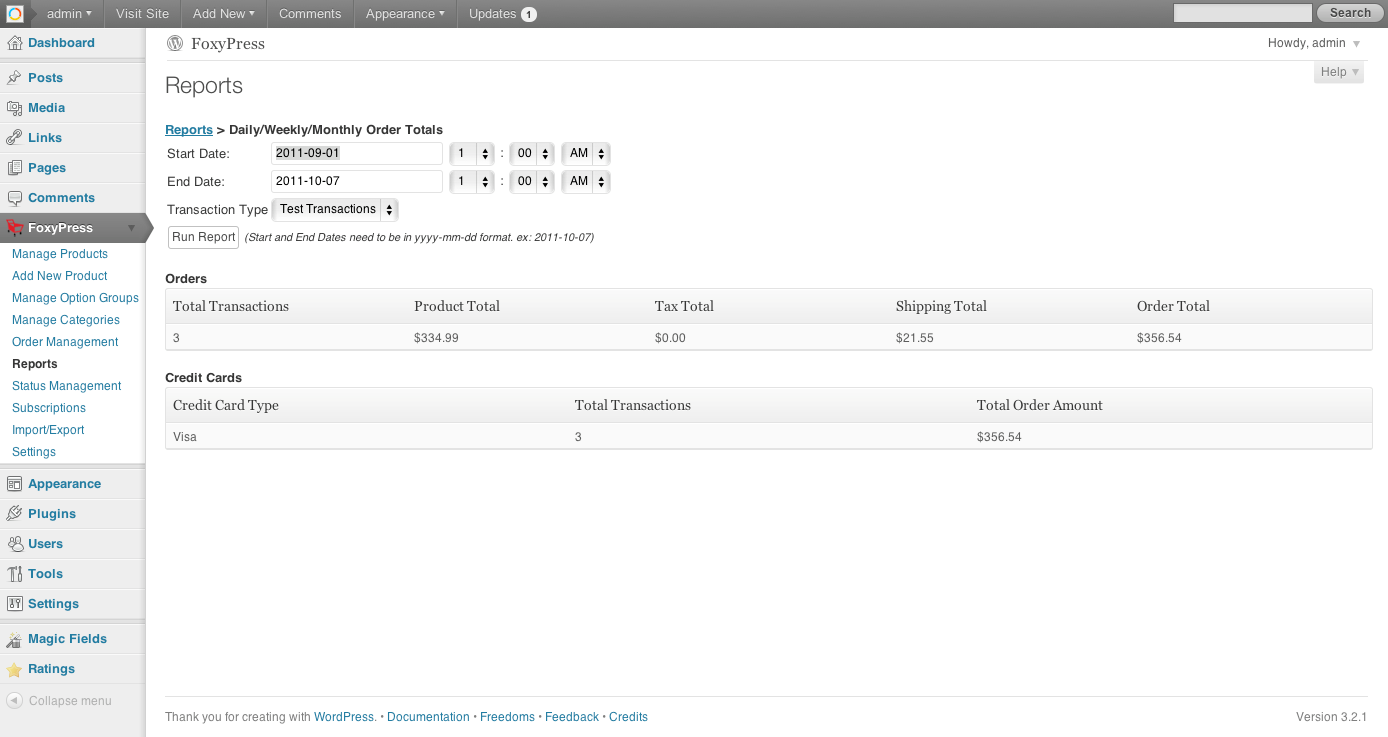 admin Visit Site Add New Comments Appearance Updates 1 Search
Dashboard
Posts
Media
Links
Pages
Comments
FoxyPress
Manage Products
Add New Product
Manage Option Groups
Manage Categories
Order Management
Reports
Status Management
Subscriptions
Import/Export
Settings
Appearance
Plugins
Users
Tools
Settings
Magic Fields
Ratings
Collapse menu
FoxyPress Howdy, admin
Help
Reports
Reports > Daily/Weekly/Monthly Order Totals
Start Date: 2011-09-01 1 : 00 AM
End Date: 2011-10-07 1 : 00 AM
Transaction Type Test Transactions
Run Report (Start and End Dates need to be in yyyy-mm-dd format. ex: 2011-10-07)
Orders
Total Transactions Product Total Tax Total Shipping Total Order Total
3 $334.99 $0.00 $21.55 $356.54
Credit Cards
Credit Card Type Total Transactions Total Order Amount
Visa 3 $356.54
Thank you for creating with WordPress. • Documentation • Freedoms • Feedback • Credits Version 3.2.1